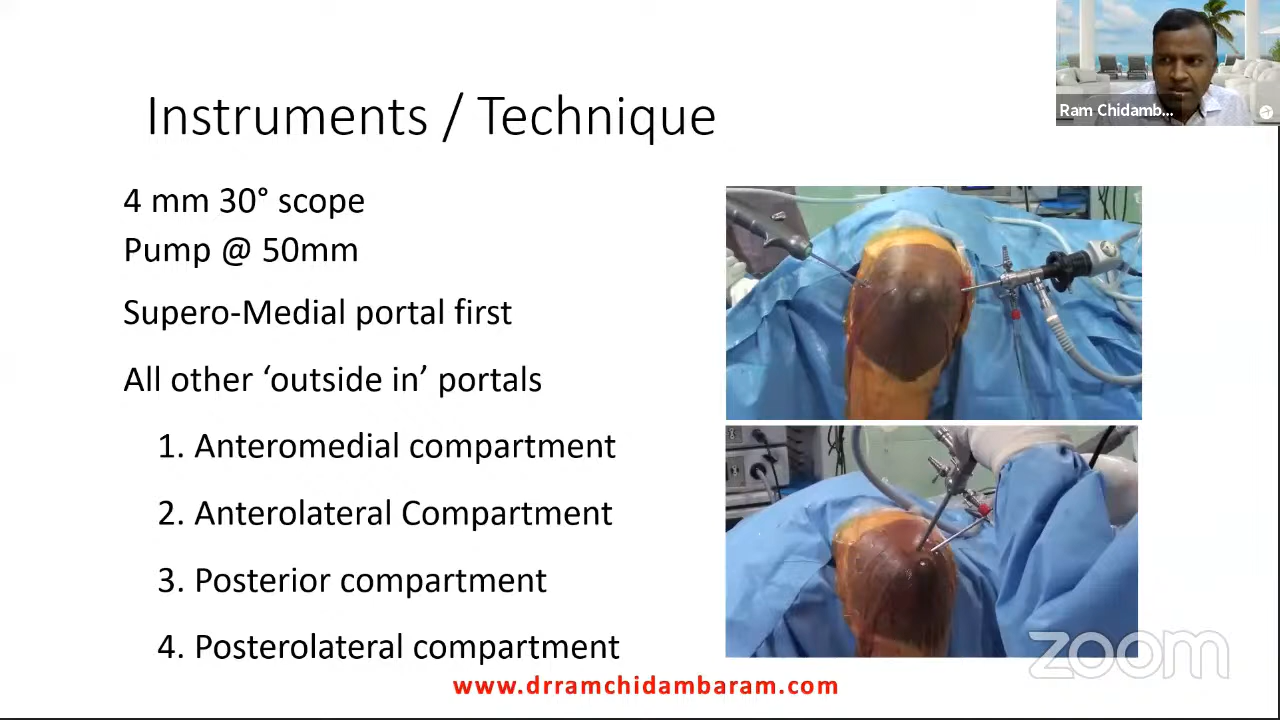 Instruments / Technique
Ram Chidamb...
4 mm 30° scope
Pump @ 50mm
Supero-Medial portal first
All other ‘outside in’ portals
1. Anteromedial compartment
2. Anterolateral Compartment
3. Posterior compartment
4. Posterolateral compartment
www.drramchidambaram.com
zoom